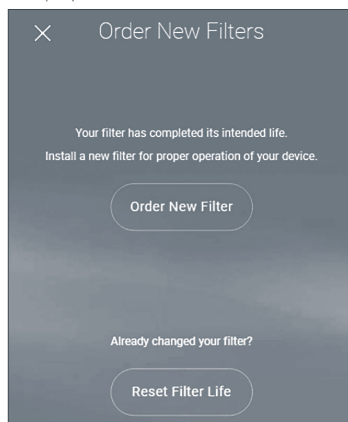 Order New Filters
Your filter has completed its intended life.
Install a new filter for proper operation of your device.
Order New Filter
Already changed your filter?
Reset Filter Life